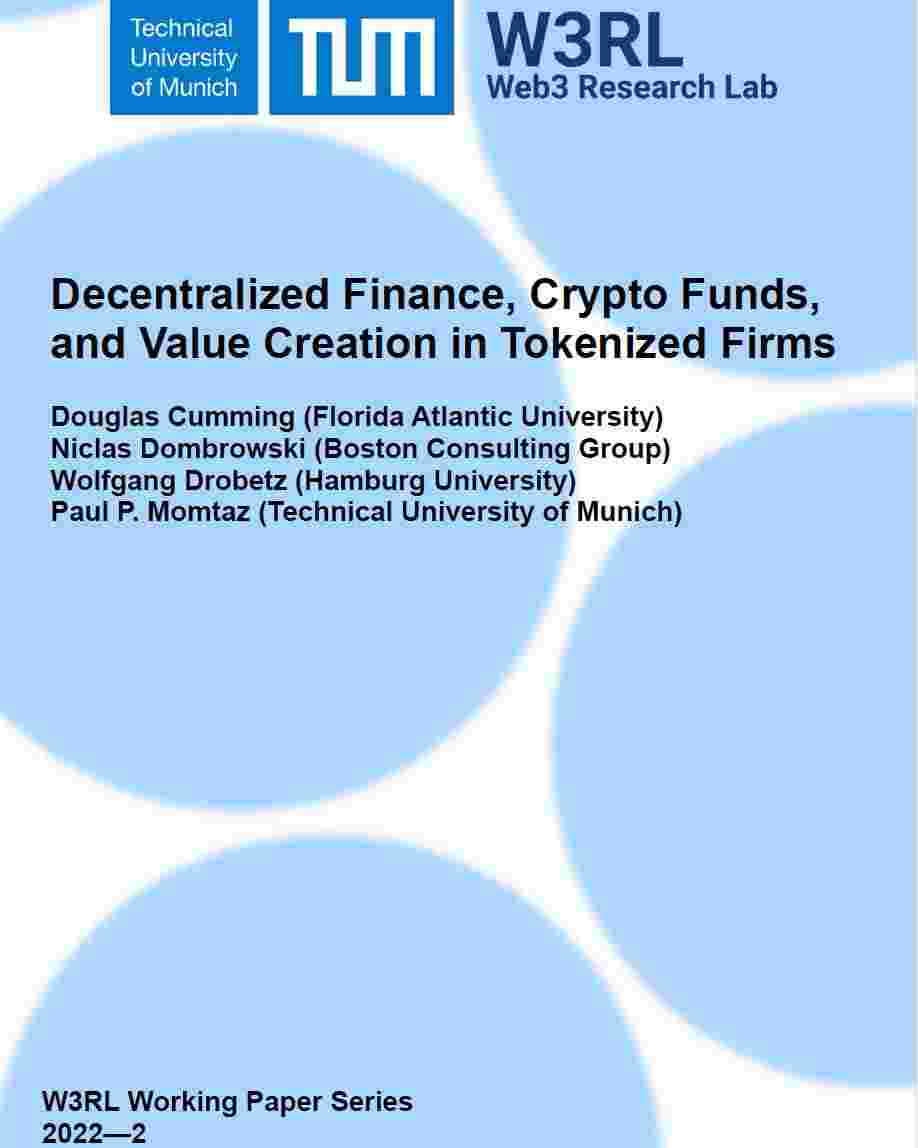 Technical
University
of Munich
TUM
W3RL
Web3 Research Lab
Decentralized Finance, Crypto Funds,
and Value Creation in Tokenized Firms
Douglas Cumming (Florida Atlantic University)
Niclas Dombrowski (Boston Consulting Group)
Wolfgang Drobetz (Hamburg University)
Paul P. Momtaz (Technical University of Munich)
W3RL Working Paper Series
2022—2